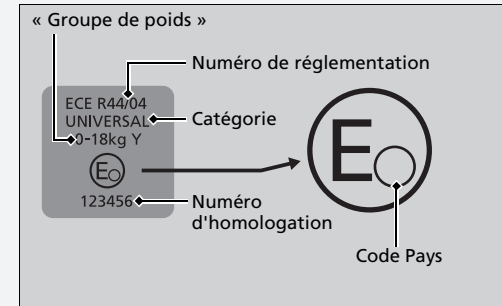 « Groupe de poids »
Numéro de réglementation
ECE R44/04
UNIVERSAL
Catégorie
0-18kg Y
E
E
123456
Numéro
d'homologation
Code Pays